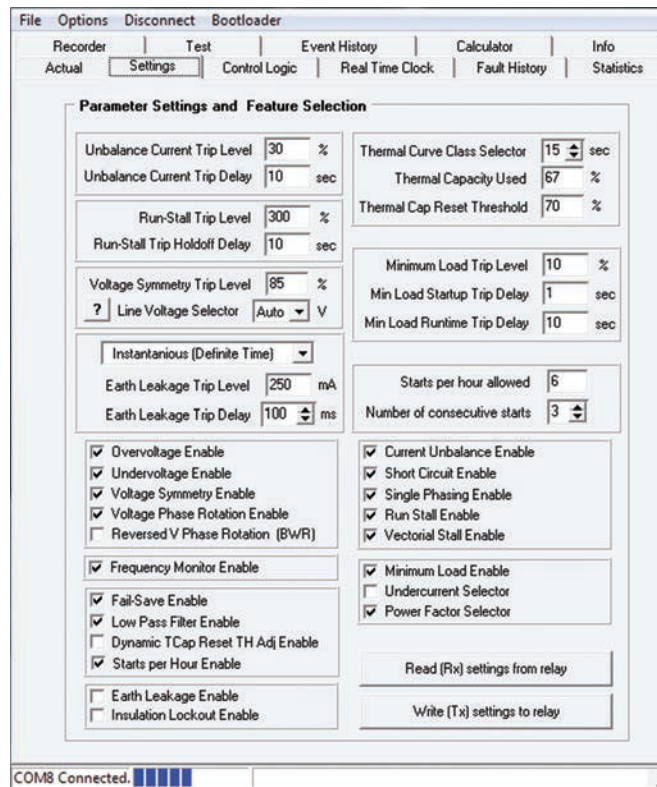 File Options Disconnect Bootloader
Recorder Test Event History Calculator Info
Actual Settings Control Logic Real Time Clock Fault History Statistics
Parameter Settings and Feature Selection
Unbalance Current Trip Level 30 %
Unbalance Current Trip Delay 10 sec
Run-Stall Trip Level 300 %
Run-Stall Trip Holdoff Delay 10 sec
Voltage Symmetry Trip Level 85 %
? Line Voltage Selector Auto V
Instantanious (Definite Time)
Earth Leakage Trip Level 250 mA
Earth Leakage Trip Delay 100 ms
Thermal Curve Class Selector 15 sec
Thermal Capacity Used 67 %
Thermal Cap Reset Threshold 70 %
Minimum Load Trip Level 10 %
Min Load Startup Trip Delay 1 sec
Min Load Runtime Trip Delay 10 sec
Starts per hour allowed 6
Number of consecutive starts 3
Overvoltage Enable
Undervoltage Enable
Voltage Symmetry Enable
Voltage Phase Rotation Enable
Reversed V Phase Rotation (BWR)
Frequency Monitor Enable
Fail-Save Enable
Low Pass Filter Enable
Dynamic TCap Reset TH Adj Enable
Starts per Hour Enable
Earth Leakage Enable
Insulation Lockout Enable
Current Unbalance Enable
Short Circuit Enable
Single Phasing Enable
Run Stall Enable
Vectorial Stall Enable
Minimum Load Enable
Undercurrent Selector
Power Factor Selector
Read (Rx) settings from relay
Write (Tx) settings to relay
COM8 Connected.